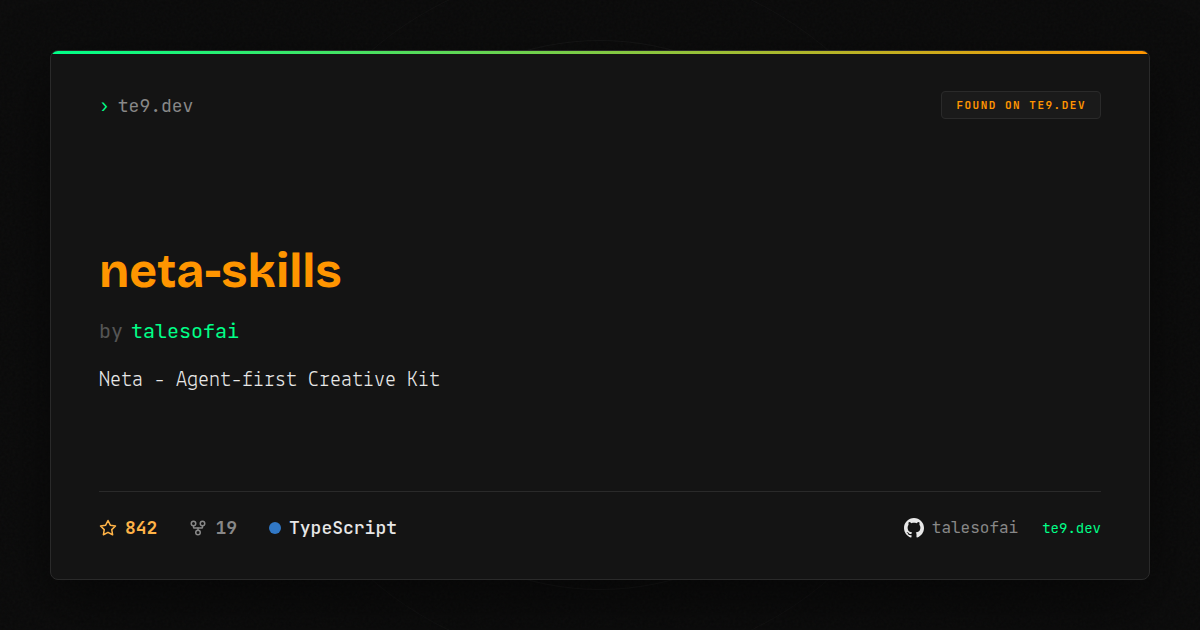 › te9.dev
FOUND ON TE9.DEV
neta-skills
by talesofai
Neta - Agent-first Creative Kit
842 19 TypeScript
talesofai te9.dev